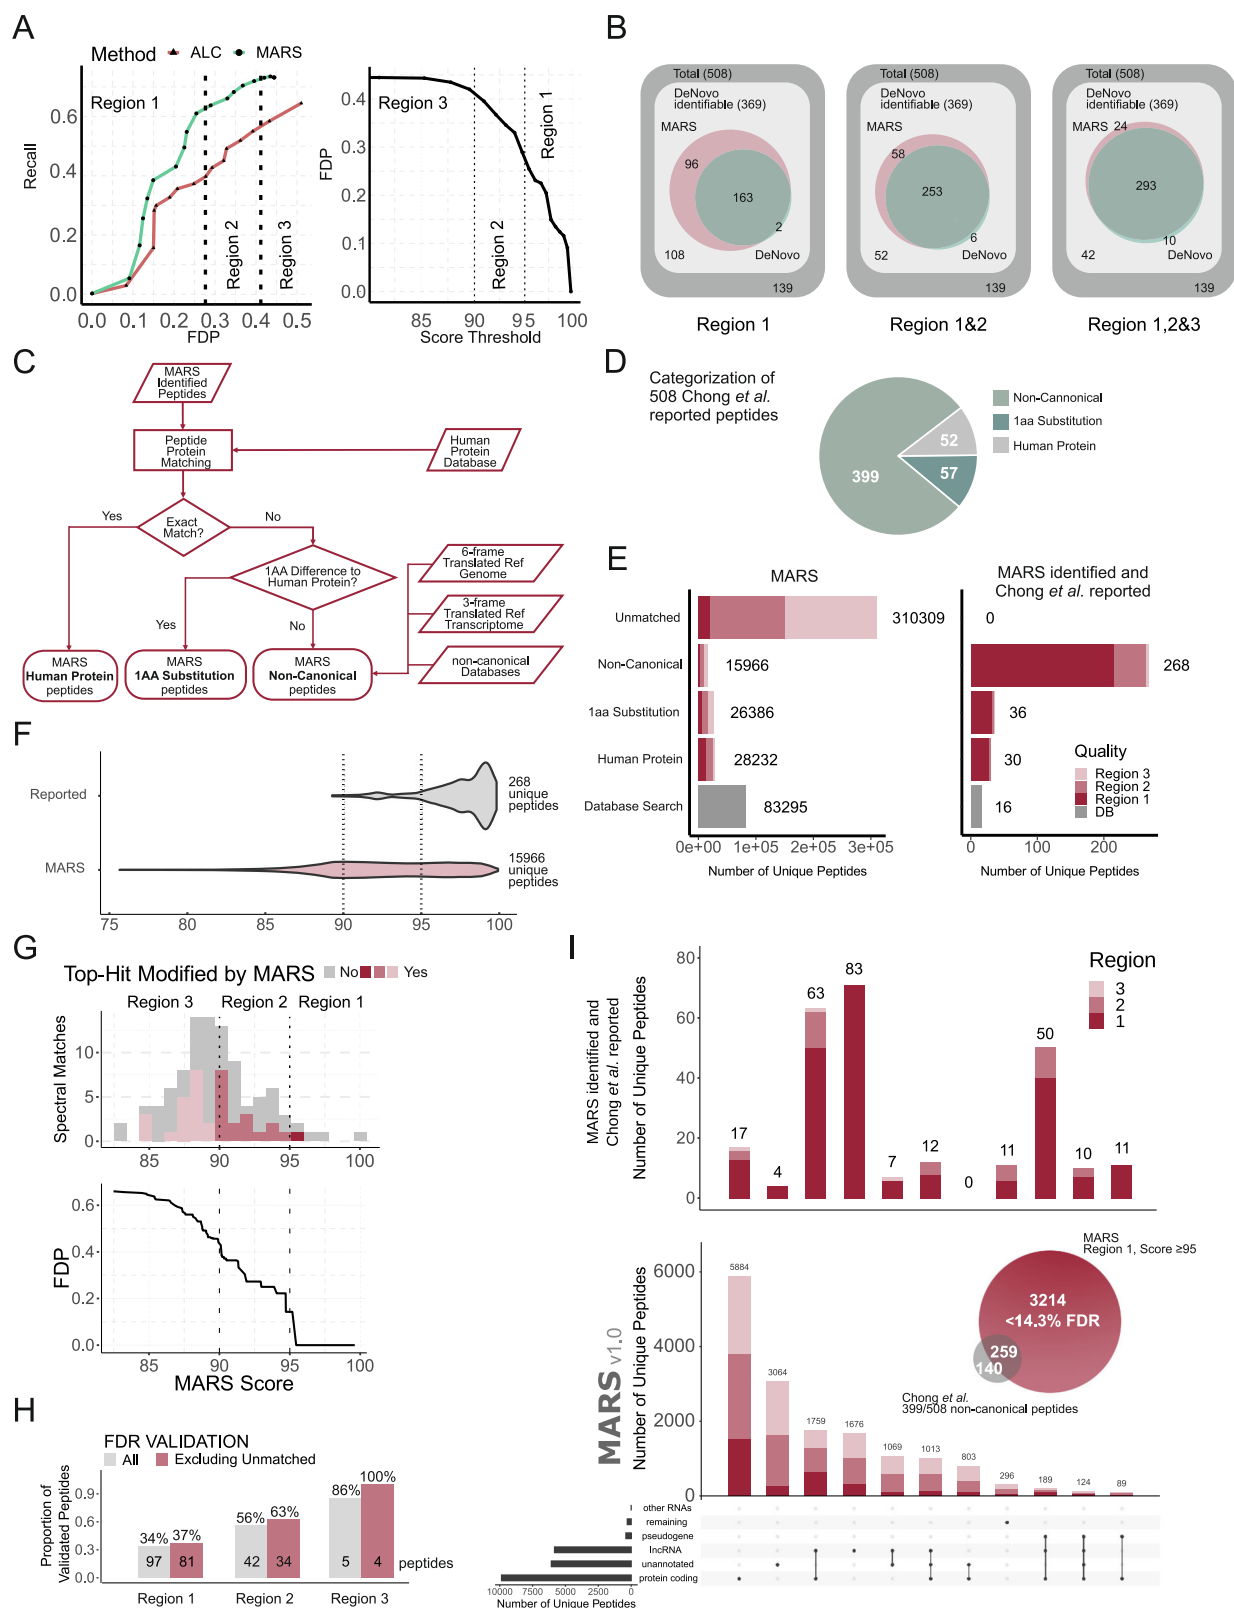 A
Method ALC MARS
Region 1
Region 2
Region 3
Recall
0.6
0.4
0.2
0.0
0.0 0.1 0.2 0.3 0.4 0.5
FDP
Region 3
Region 2
Region 1
FDP
0.4
0.3
0.2
0.1
0.0
85 90 95 100
Score Threshold
B
Total (508)
DeNovo
identifiable (369)
MARS
96
163
2
108
DeNovo
139
Region 1
Total (508)
DeNovo
identifiable (369)
MARS
58
253
6
52
DeNovo
139
Region 1&2
Total (508)
DeNovo
identifiable (369)
MARS
24
293
10
42
DeNovo
139
Region 1,2&3
C
MARS
Identified
Peptides
Peptide
Protein
Matching
Human
Protein
Database
Yes
Exact
Match?
No
1AA Difference to
Human Protein?
Yes
No
6-frame
Translated Ref
Genome
3-frame
Translated Ref
Transcriptome
non-canonical
Databases
MARS
Human Protein
peptides
MARS
1AA Substitution
peptides
MARS
Non-Canonical
peptides
D
Categorization of
508 Chong et al.
reported peptides
399
52
57
Non-Cannonical
1aa Substitution
Human Protein
E
MARS
Unmatched
310309
Non-Canonical
15966
1aa Substitution
26386
Human Protein
28232
Database Search
83295
0e+00 1e+05 2e+05 3e+05
Number of Unique Peptides
MARS identified and
Chong et al. reported
0
268
36
30
16
Quality
Region 3
Region 2
Region 1
DB
0 100 200
Number of Unique Peptides
F
Reported
268
unique
peptides
MARS
15966
unique
peptides
75 80 85 90 95 100
G
Top-Hit Modified by MARS No Yes
Region 3 Region 2 Region 1
Spectral Matches
10
5
0
85 90 95 100
FDP
0.6
0.4
0.2
0.0
85 90 95 100
MARS Score
H
FDR VALIDATION
All Excluding Unmatched
Proportion of
Validated Peptides
0.9
0.6
0.3
0.0
34% 37%
56% 63%
86% 100%
97 81
42 34
5 4
peptides
Region 1 Region 2 Region 3
I
MARS identified and
Chong et al. reported
Number of Unique Peptides
80
60
40
20
0
17
4
63
83
7
12
0
11
50
10
11
Region
3
2
1
MARS v1.0
Number of Unique Peptides
6000
4000
2000
0
5884
3064
1759
1676
1069
1013
803
296
189
124
89
MARS
Region 1, Score ≥95
3214
<14.3% FDR
259
140
Chong et al.
399/508 non-canonical peptides
other RNAs
remaining
pseudogene
lncRNA
unannotated
protein coding
10000 7500 5000 2500 0
Number of Unique Peptides